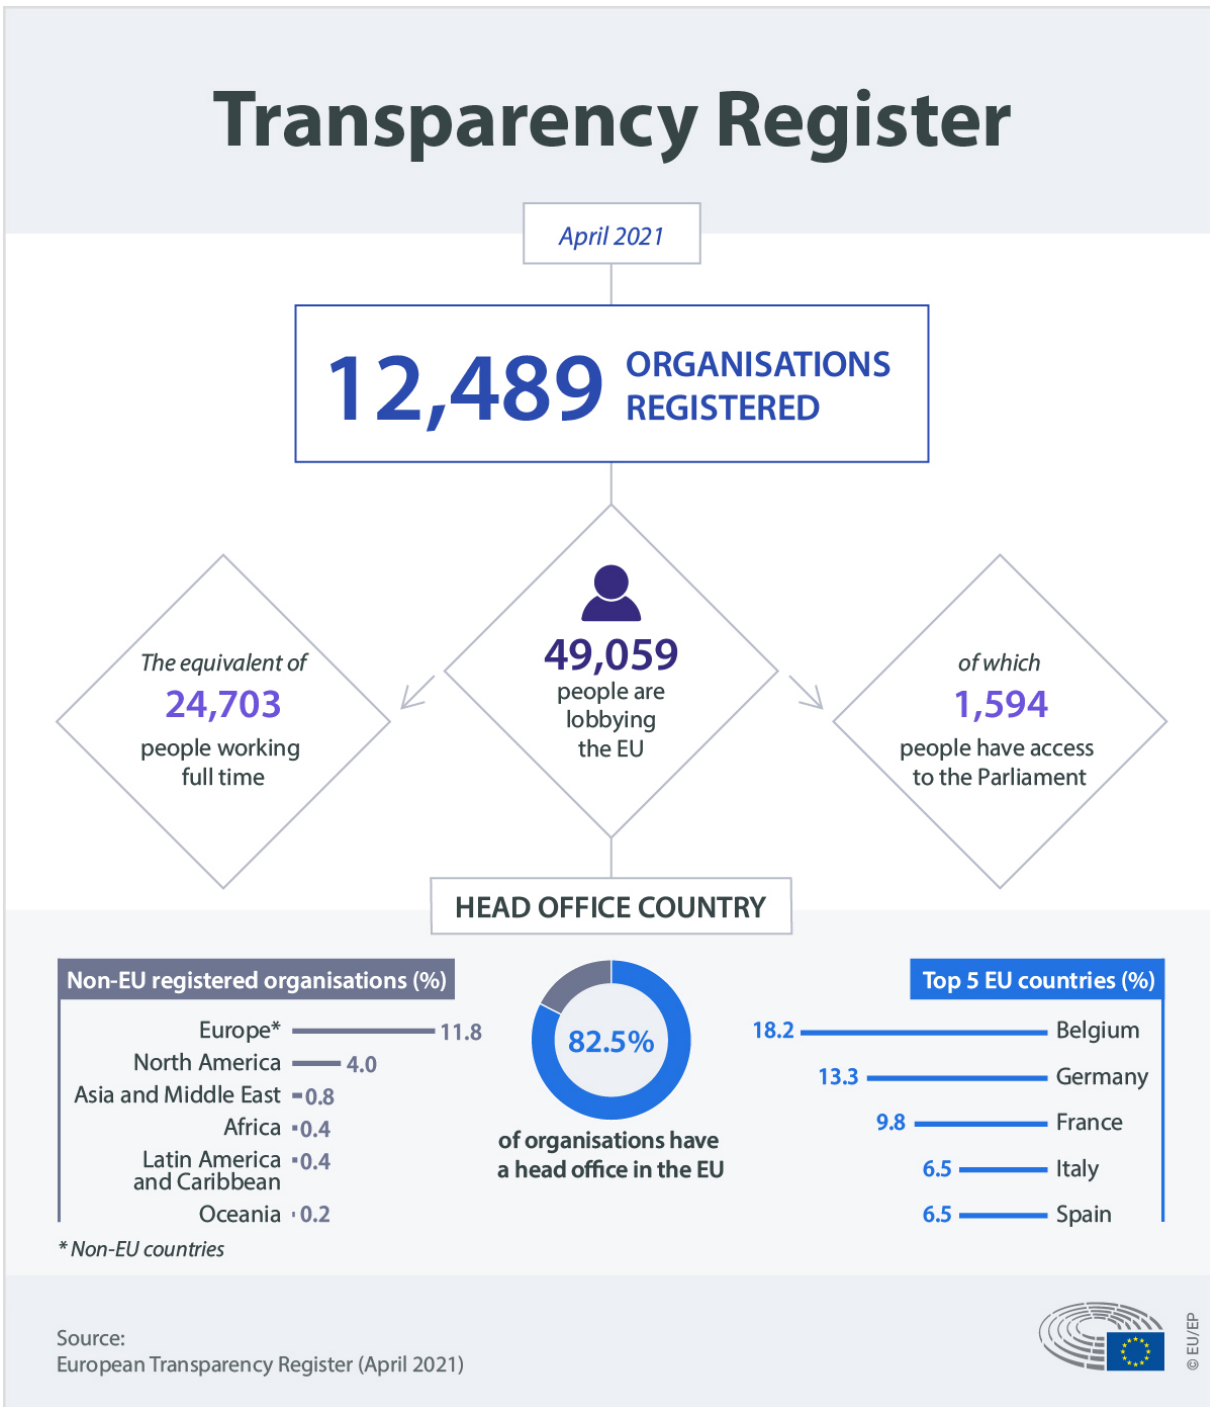 Transparency Register
April 2021
12,489 ORGANISATIONS
REGISTERED
49,059
people are
lobbying
the EU
The equivalent of
24,703
people working
full time
of which
1,594
people have access
to the Parliament
HEAD OFFICE COUNTRY
Non-EU registered organisations (%)
Europe* 11.8
North America 4.0
Asia and Middle East 0.8
Africa 0.4
Latin America 0.4
and Caribbean
Oceania 0.2
* Non-EU countries
82.5%
of organisations have
a head office in the EU
Top 5 EU countries (%)
18.2 Belgium
13.3 Germany
9.8 France
6.5 Italy
6.5 Spain
Source:
European Transparency Register (April 2021)
© EU/EP